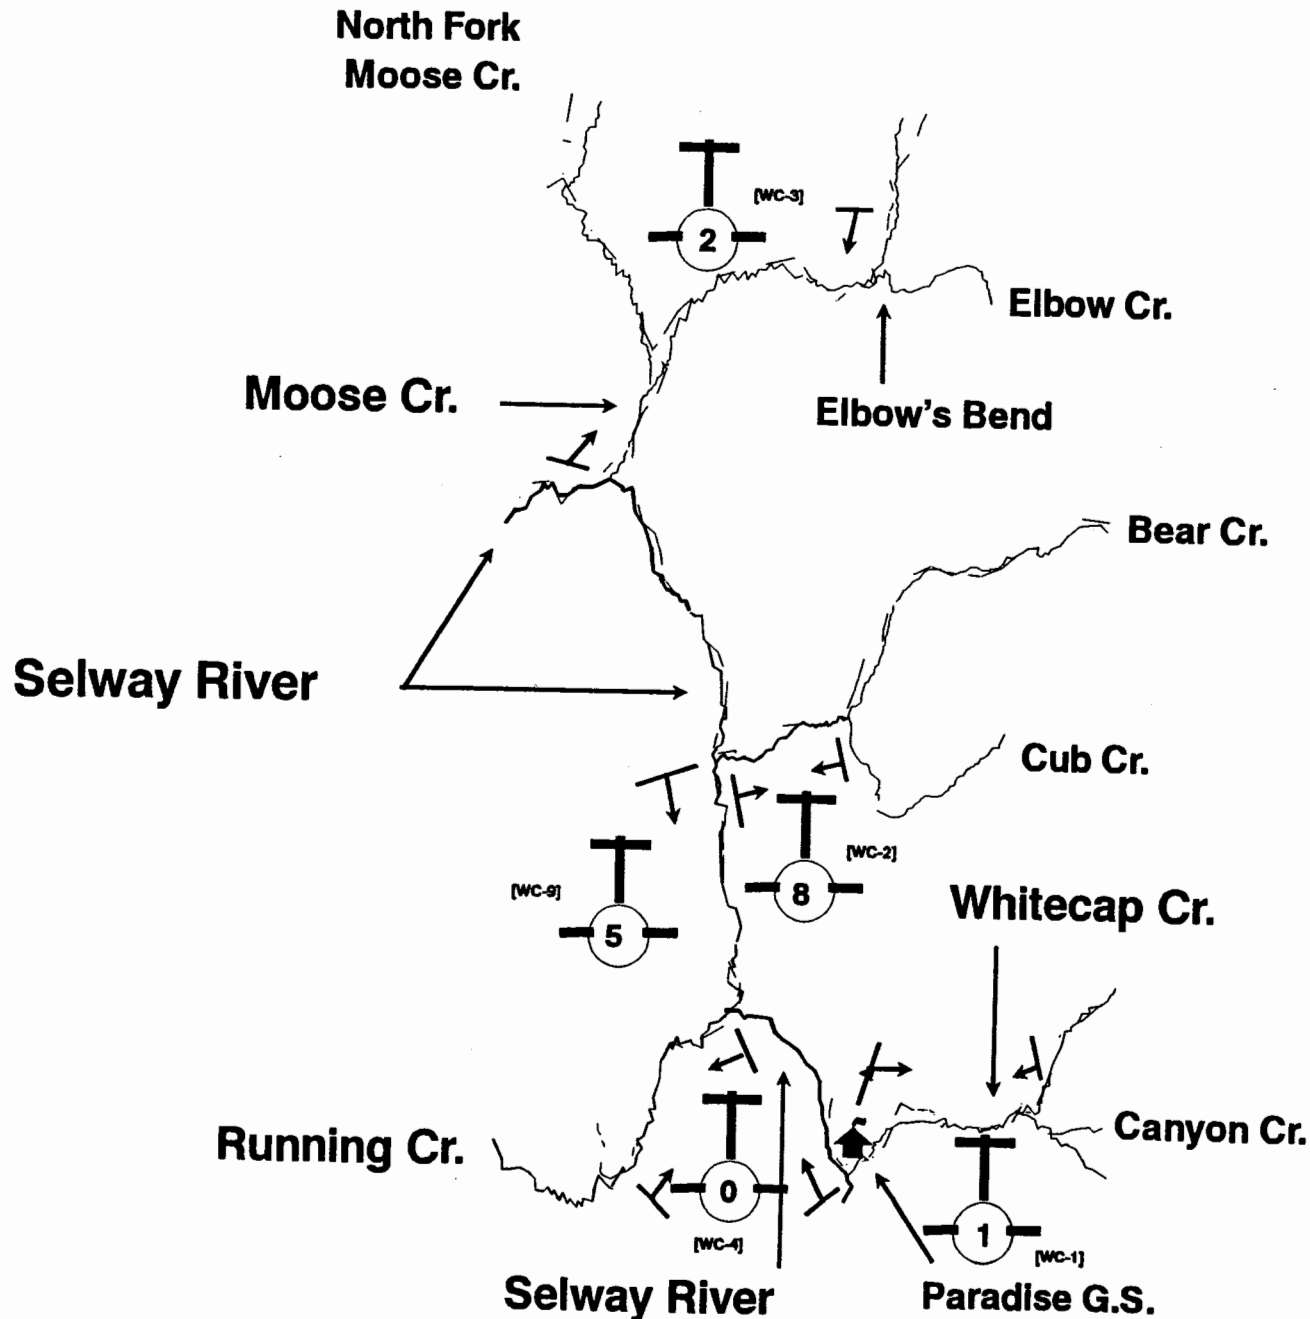 North Fork
Moose Cr.
[WC-3]
2
Elbow Cr.
Moose Cr.
Elbow's Bend
Bear Cr.
Selway River
Cub Cr.
[WC-2]
[WC-9]
8
5
Whitecap Cr.
Running Cr.
Canyon Cr.
0
[WC-4]
1
[WC-1]
Selway River
Paradise G.S.